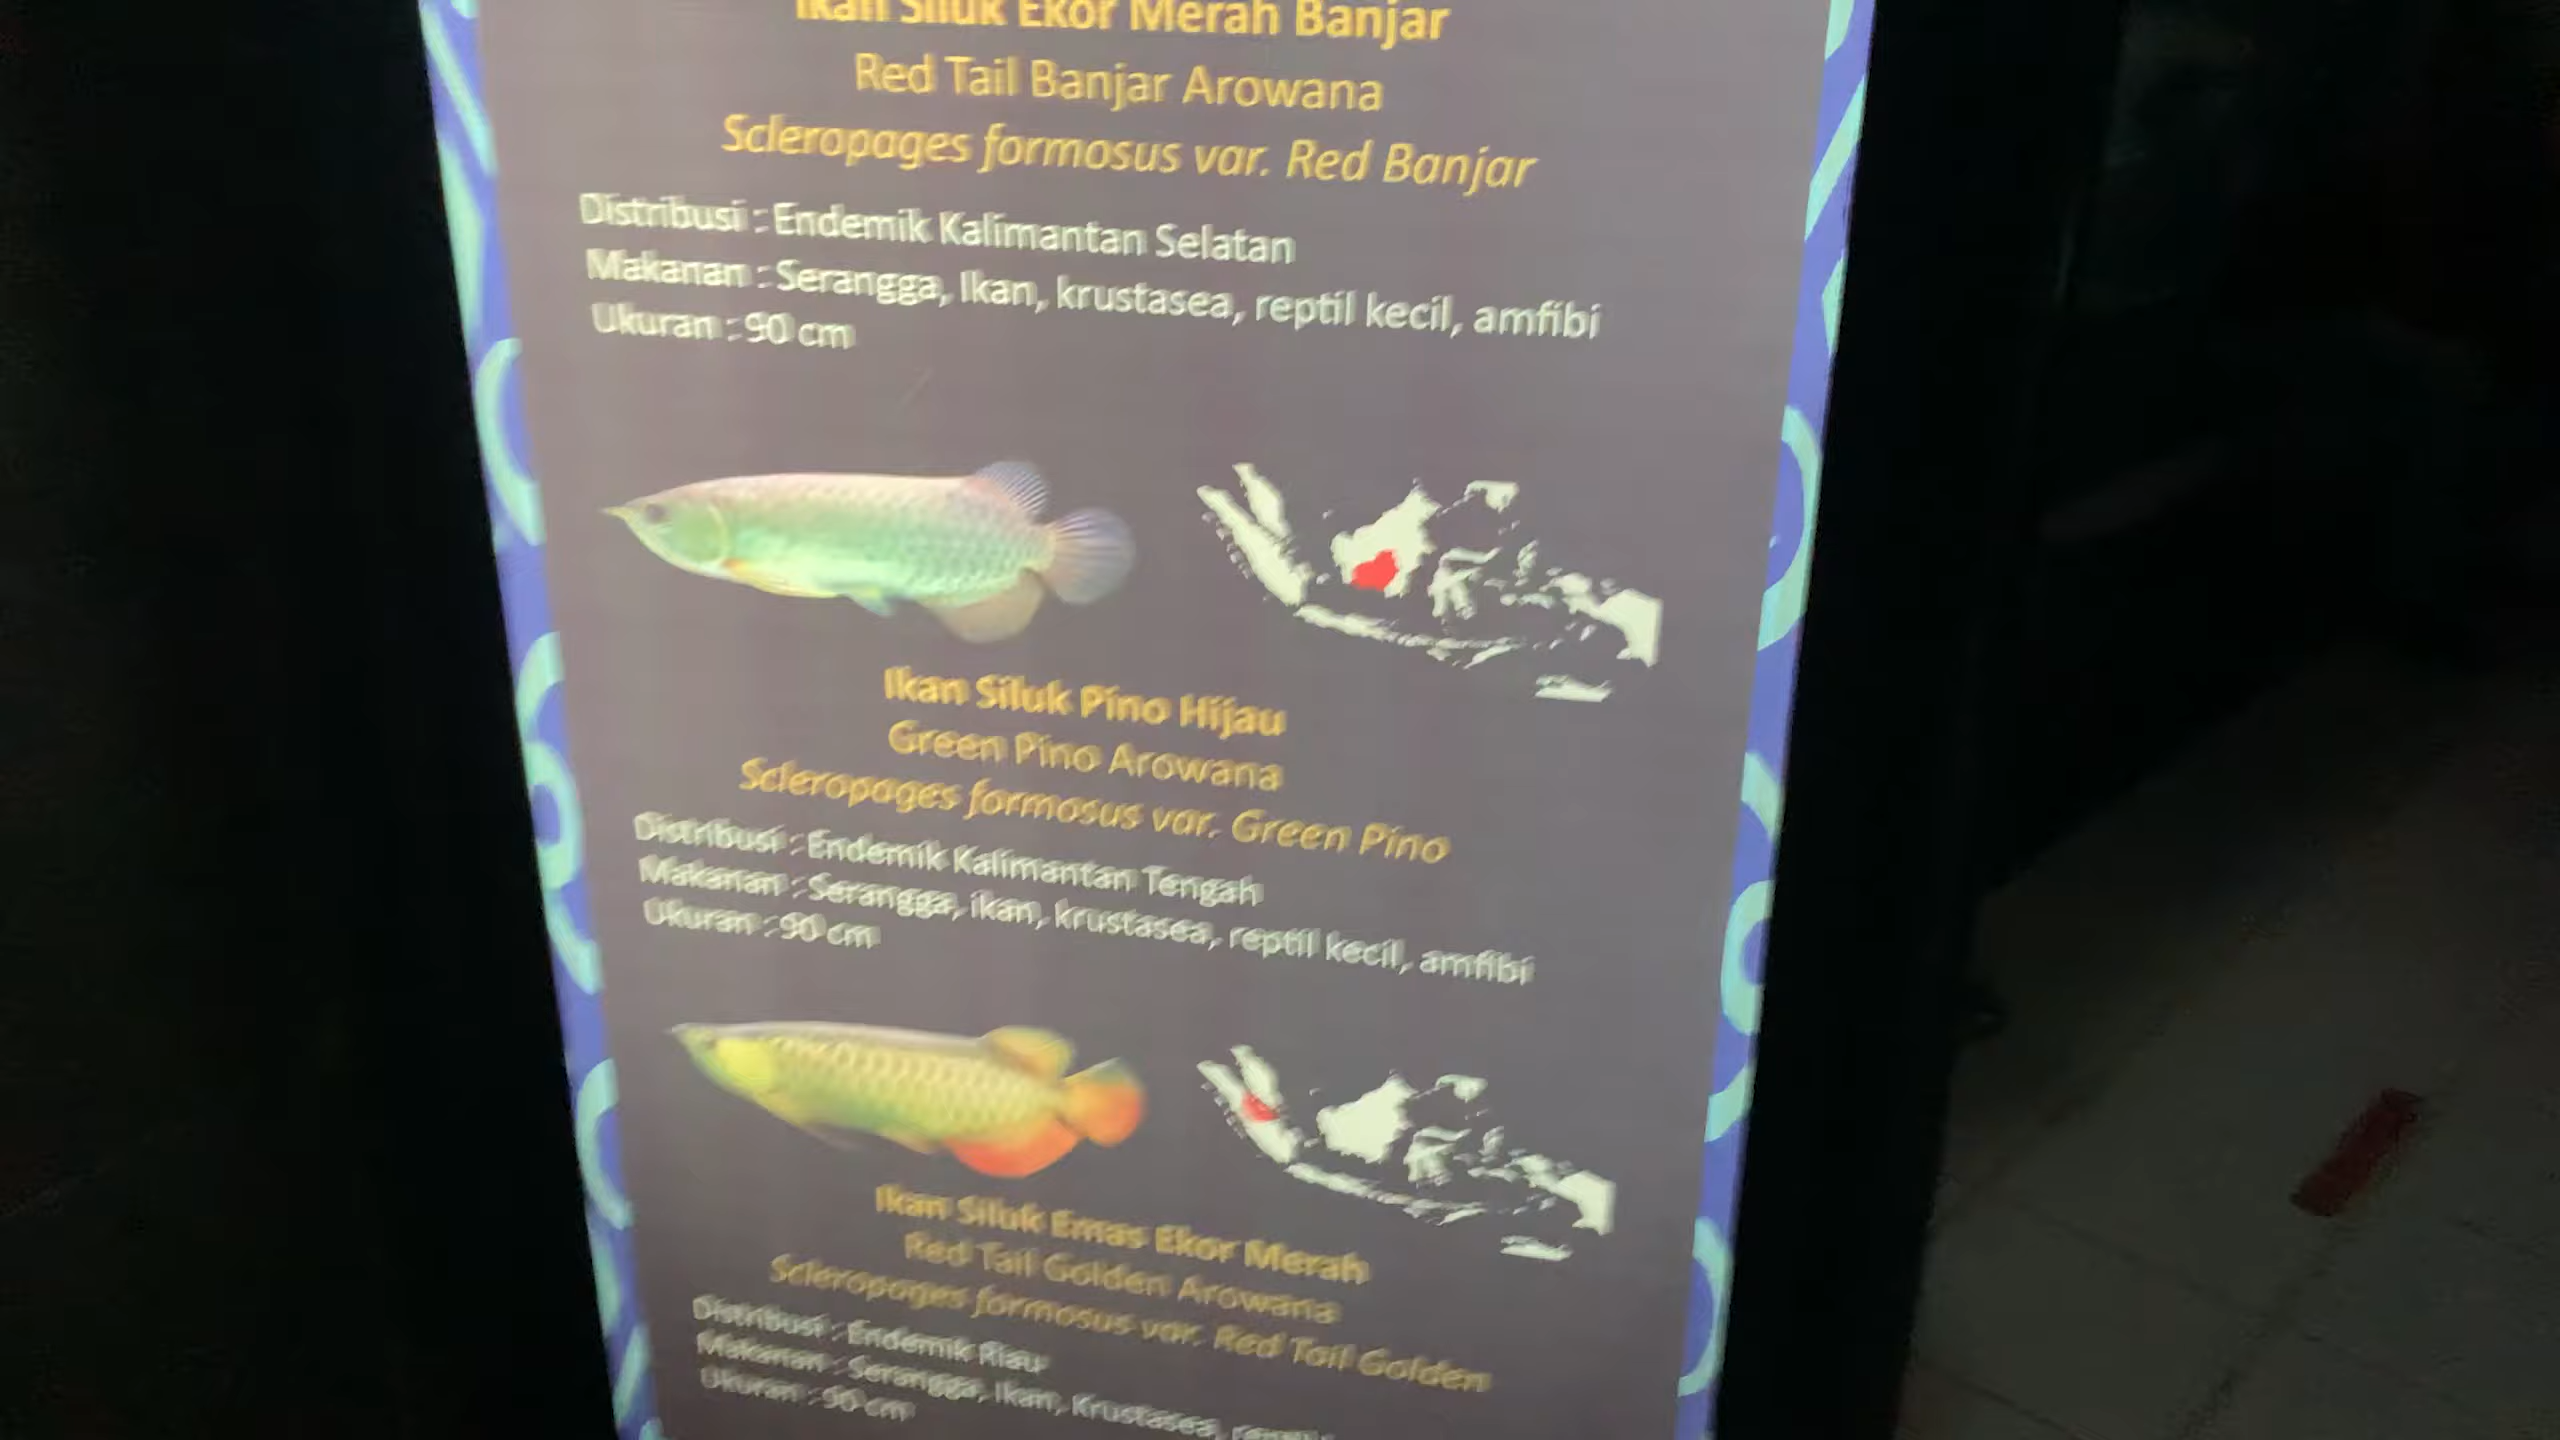 Ikan Siluk Ekor Merah Banjar
Red Tail Banjar Arowana
Scleropages formosus var. Red Banjar
Distribusi : Endemik Kalimantan Selatan
Makanan : Serangga, Ikan, krustasea, reptil kecil, amfibi
Ukuran : 90 cm
Ikan Siluk Pino Hijau
Green Pino Arowana
Scleropages formosus var. Green Pino
Distribusi : Endemik Kalimantan Tengah
Makanan : Serangga, ikan, krustasea, reptil kecil, amfibi
Ukuran : 90 cm
Ikan Siluk Emas Ekor Merah
Red Tail Golden Arowana
Scleropages formosus var. Red Tail Golden
Distribusi : Endemik Riau
Makanan : Serangga, Ikan, Krustasea,
Ukuran : 90 cm